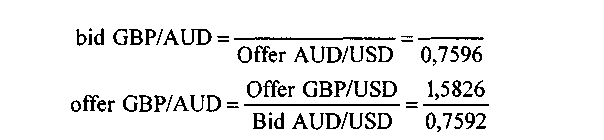 bid GBP/AUD = ―――― = ――――
Offer AUD/USD 0,7596
offer GBP/AUD = Offer GBP/USD = 1,5826
Bid AUD/USD 0,7592